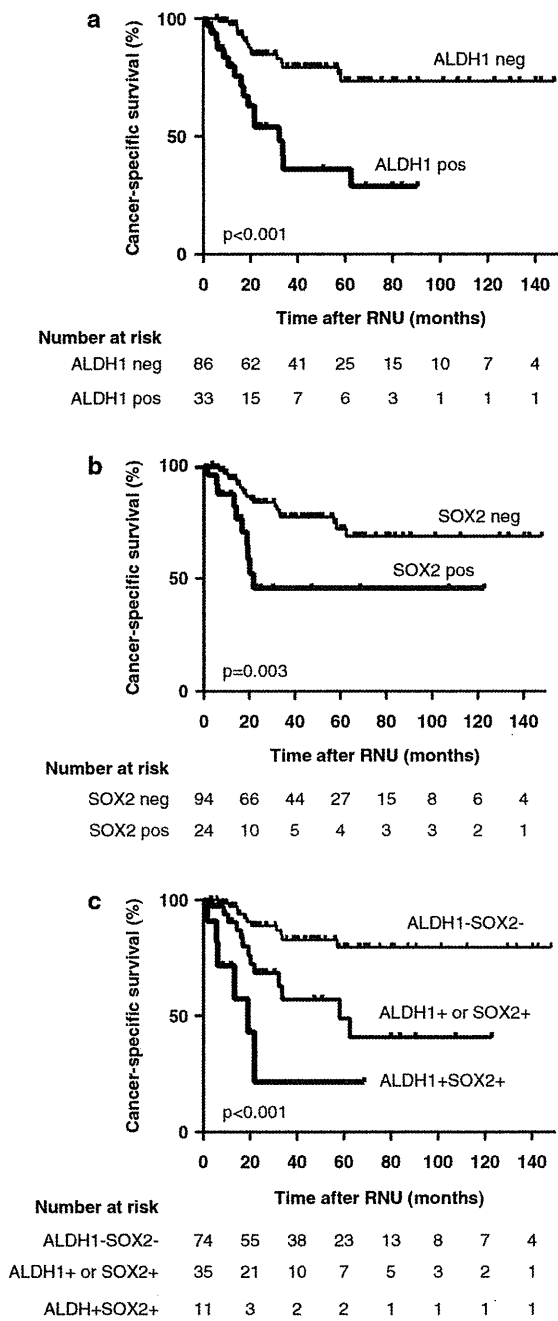 a
Cancer-specific survival (%)
100
50
0
ALDH1 neg
ALDH1 pos
p<0.001
0 20 40 60 80 100 120 140
Time after RNU (months)
Number at risk
ALDH1 neg 86 62 41 25 15 10 7 4
ALDH1 pos 33 15 7 6 3 1 1 1
b
Cancer-specific survival (%)
100
50
0
SOX2 neg
SOX2 pos
p=0.003
0 20 40 60 80 100 120 140
Time after RNU (months)
Number at risk
SOX2 neg 94 66 44 27 15 8 6 4
SOX2 pos 24 10 5 4 3 3 2 1
c
Cancer-specific survival (%)
100
50
0
ALDH1-SOX2-
ALDH1+ or SOX2+
ALDH1+SOX2+
p<0.001
0 20 40 60 80 100 120 140
Time after RNU (months)
Number at risk
ALDH1-SOX2- 74 55 38 23 13 8 7 4
ALDH1+ or SOX2+ 35 21 10 7 5 3 2 1
ALDH+SOX2+ 11 3 2 2 1 1 1 1